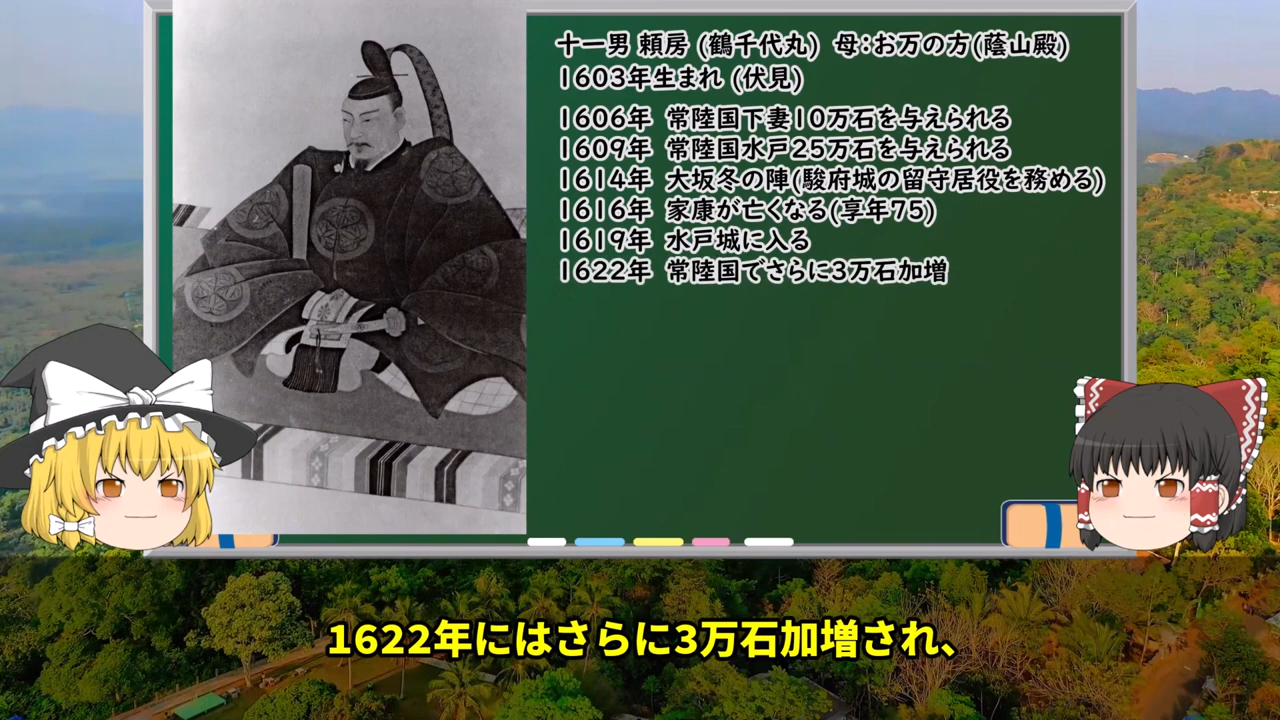 十一男 頼房 (鶴千代丸) 母:お万の方(蔭山殿)
1603年生まれ (伏見)
1606年 常陸国下妻10万石を与えられる
1609年 常陸国水戸25万石を与えられる
1614年 大坂冬の陣(駿府城の留守居役を務める)
1616年 家康が亡くなる(享年75)
1619年 水戸城に入る
1622年 常陸国でさらに3万石加増
1622年にはさらに3万石加増され、